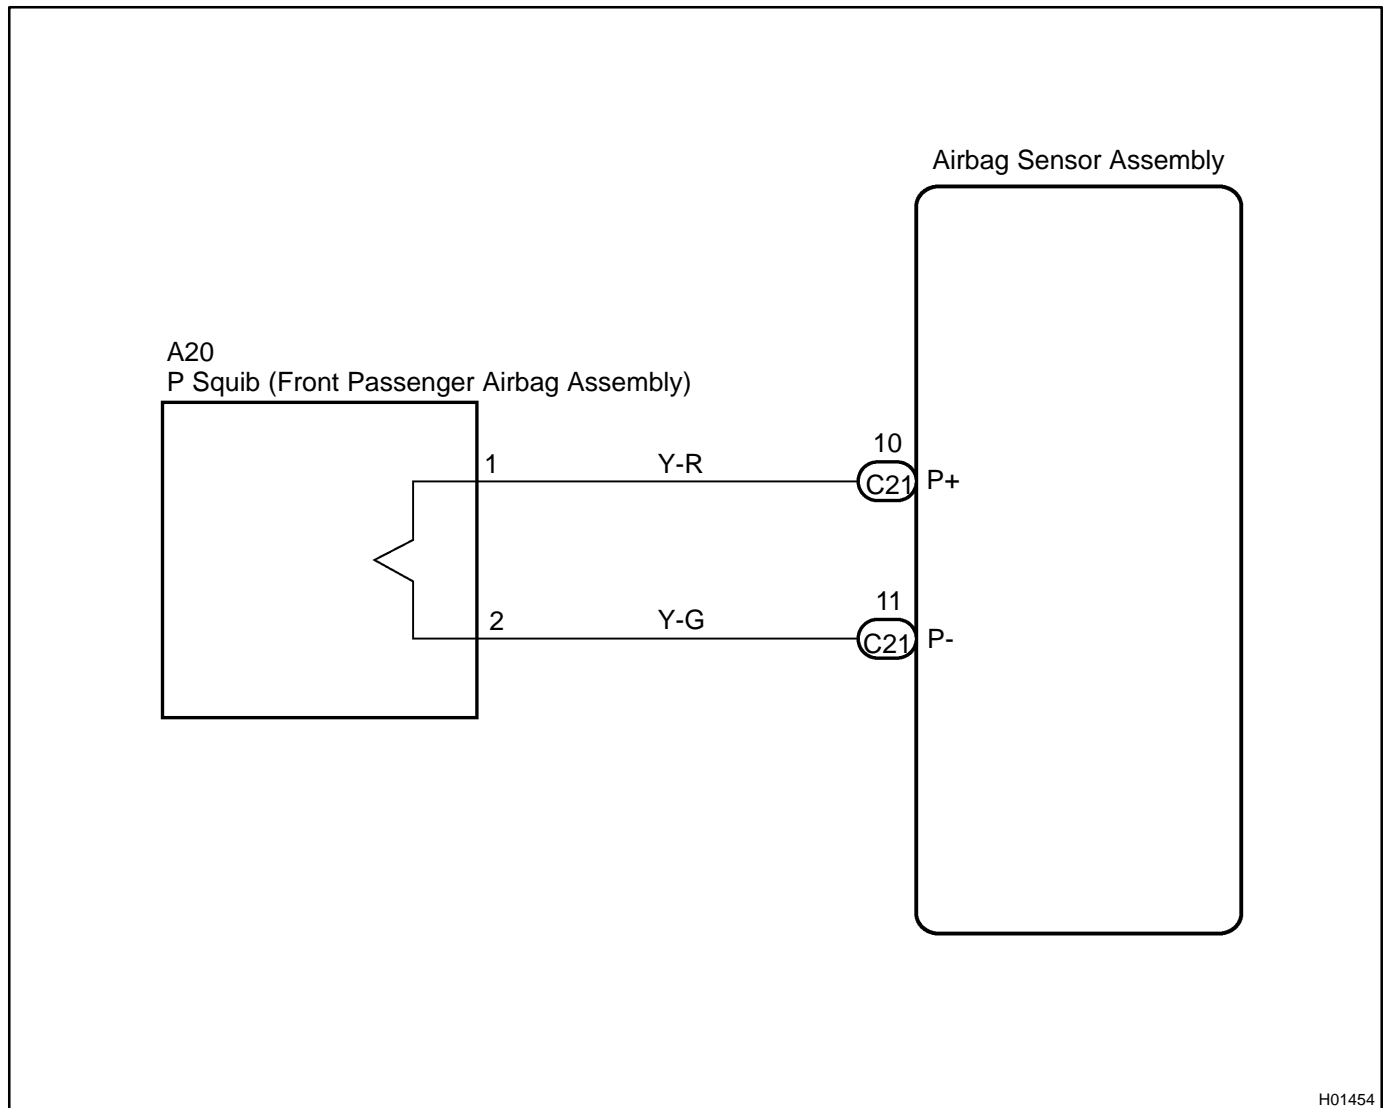 Airbag Sensor Assembly
A20
P Squib (Front Passenger Airbag Assembly)
1
Y-R
10
C21
P+
2
Y-G
11
C21
P-
H01454